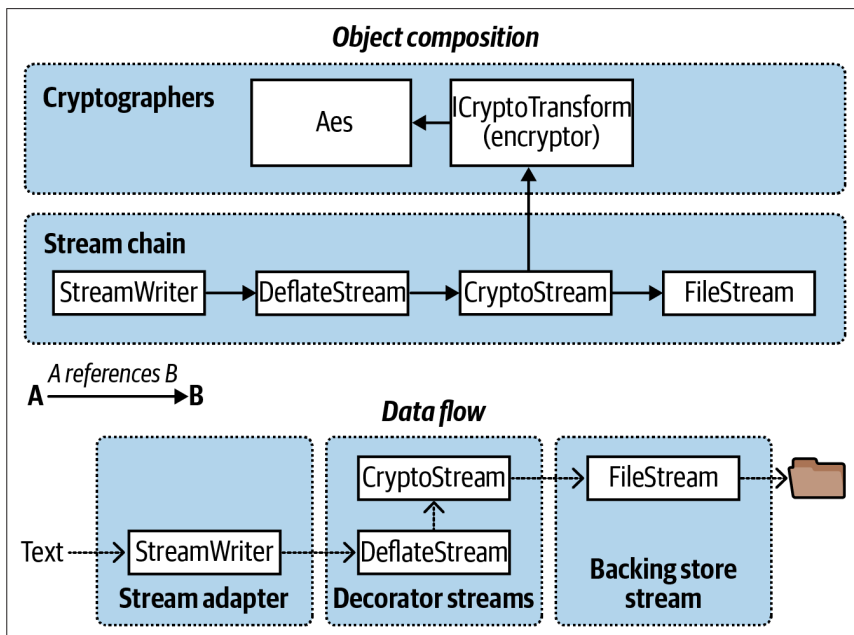 Object composition
Cryptographers
Aes
ICryptoTransform
(encryptor)
Stream chain
StreamWriter
DeflateStream
CryptoStream
FileStream
A references B
A
B
Data flow
Text
StreamWriter
Stream adapter
CryptoStream
DeflateStream
Decorator streams
FileStream
Backing store
stream